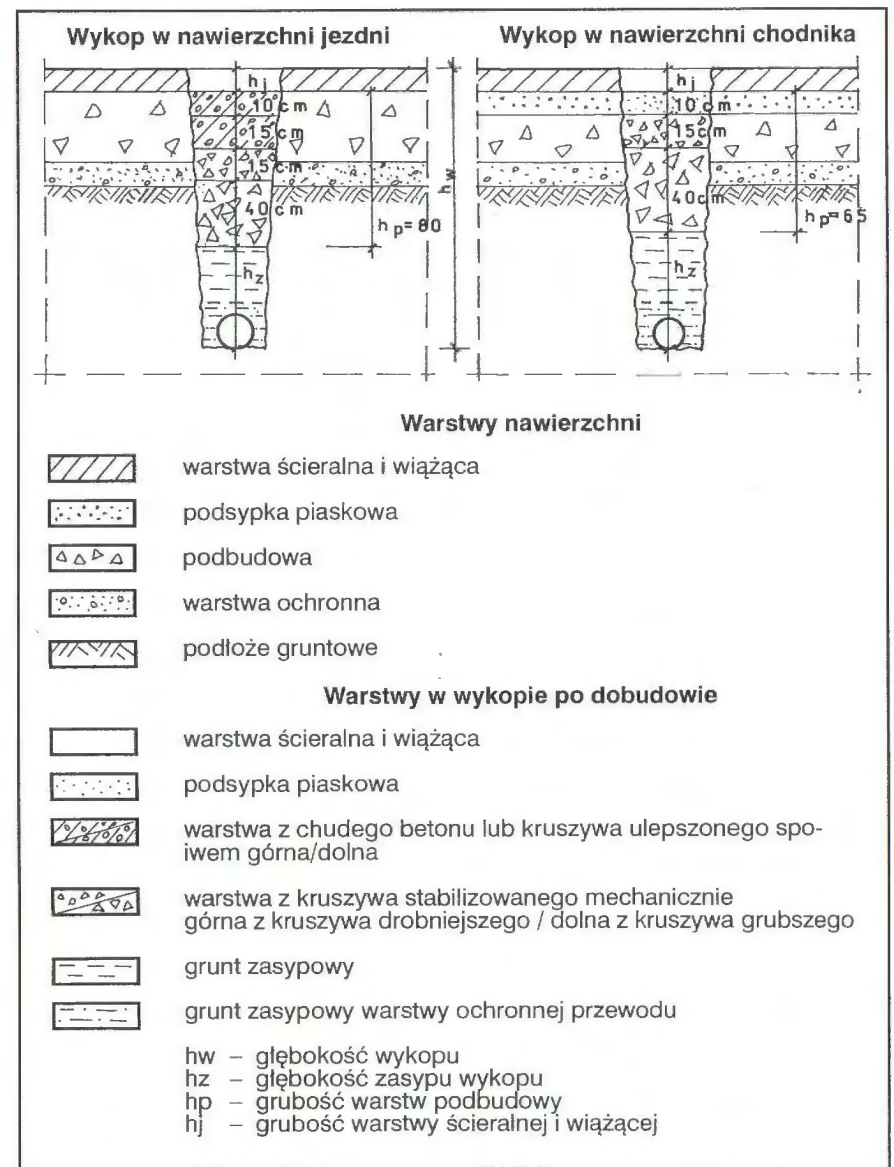 Wykop w nawierzchni jezdni
Wykop w nawierzchni chodnika
hj
10 cm
15 cm
15 cm
40 cm
hp=80
hz
hw
hj
10 cm
15 cm
40 cm
hp=65
hz
Warstwy nawierzchni
warstwa ścieralna i wiążąca
podsypka piaskowa
podbudowa
warstwa ochronna
podłoże gruntowe
Warstwy w wykopie po dobudowie
warstwa ścieralna i wiążąca
podsypka piaskowa
warstwa z chudego betonu lub kruszywa ulepszonego spo-
iwem górna/dolna
warstwa z kruszywa stabilizowanego mechanicznie
górna z kruszywa drobniejszego / dolna z kruszywa grubszego
grunt zasypowy
grunt zasypowy warstwy ochronnej przewodu
hw – głębokość wykopu
hz – głębokość zasypu wykopu
hp – grubość warstw podbudowy
hj – grubość warstwy ścieralnej i wiążącej